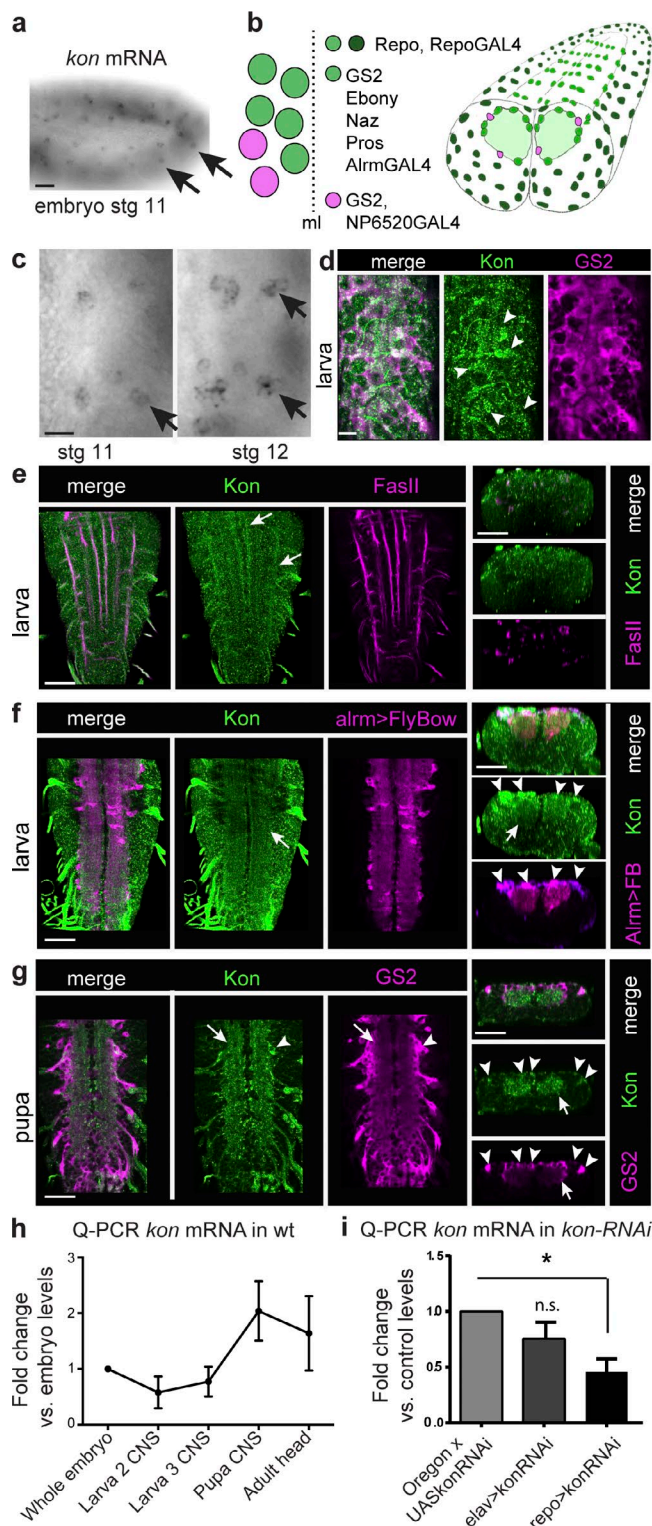 a
kon mRNA
embryo stg 11
b
Repo, RepoGAL4
GS2
Ebony
Naz
Pros
AlrmGAL4
GS2,
NP6520GAL4
ml
c
stg 11
stg 12
d
merge
Kon
GS2
larva
e
merge
Kon
FasII
larva
merge
Kon
FasII
f
merge
Kon
alrm>FlyBow
larva
merge
Kon
Alrm>FB
g
merge
Kon
GS2
pupa
merge
Kon
GS2
h
Q-PCR kon mRNA in wt
Fold change
vs. embryo levels
3
2
1
0
Whole embryo
Larva 2 CNS
Larva 3 CNS
Pupa CNS
Adult head
i
Q-PCR kon mRNA in kon-RNAi
Fold change
vs. control levels
1.5
1.0
0.5
0.0
*
n.s.
Oregon x
UASkonRNAi
elav>konRNAi
repo>konRNAi